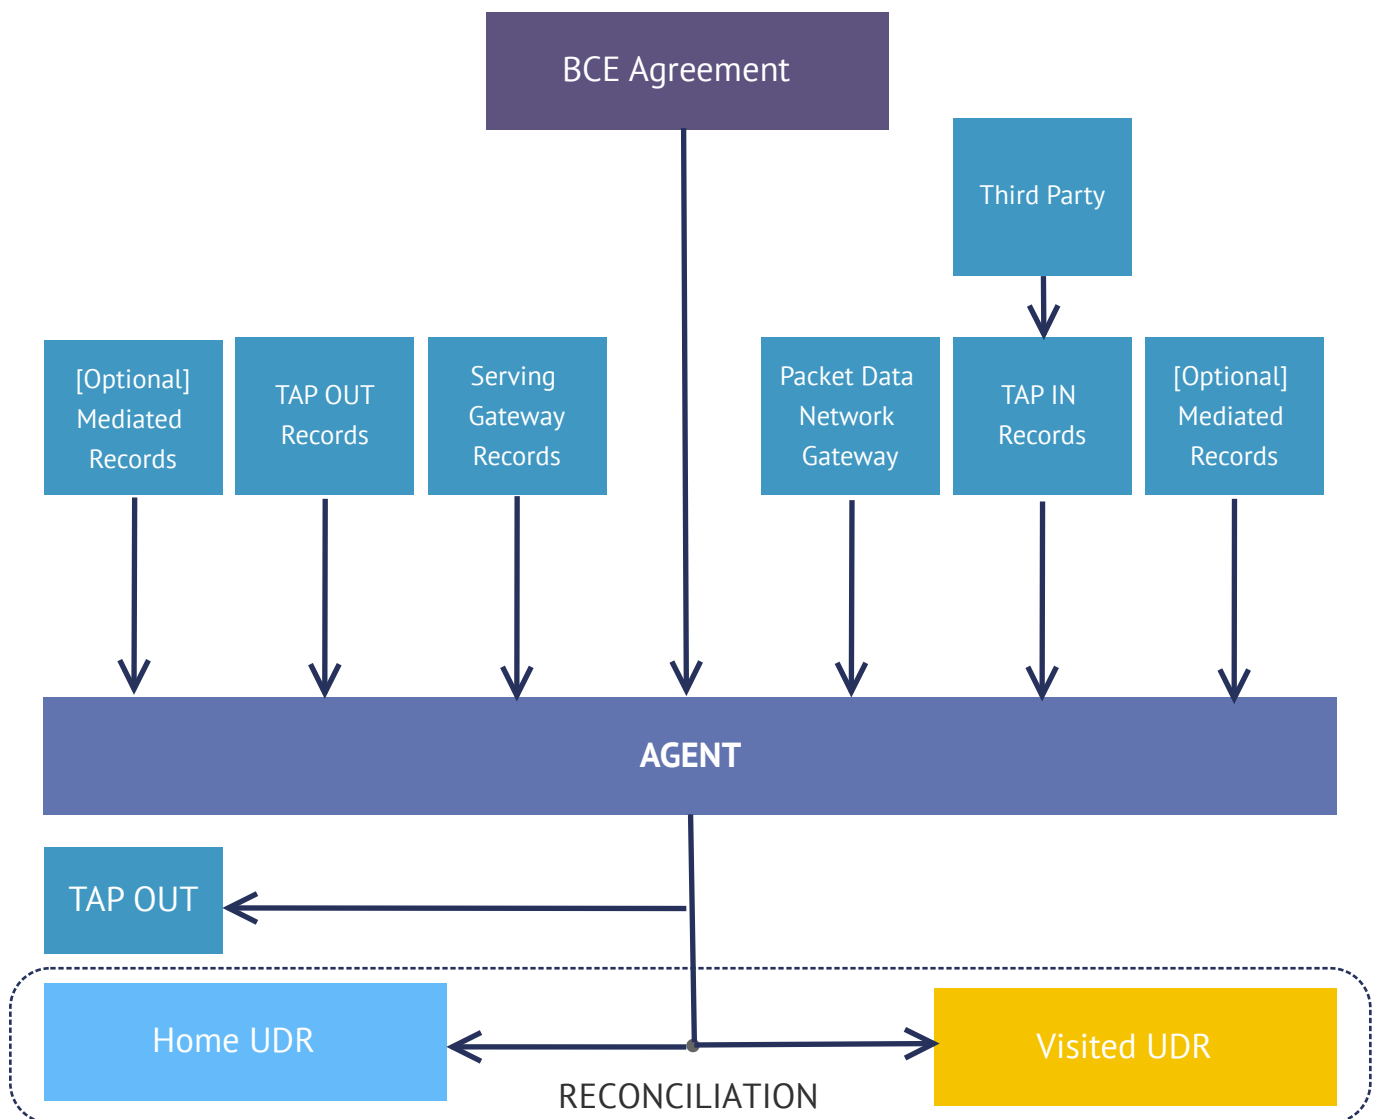 BCE Agreement
Third Party
[Optional]
Mediated
Records
TAP OUT
Records
Serving
Gateway
Records
Packet Data
Network
Gateway
TAP IN
Records
[Optional]
Mediated
Records
AGENT
TAP OUT
Home UDR
Visited UDR
RECONCILIATION